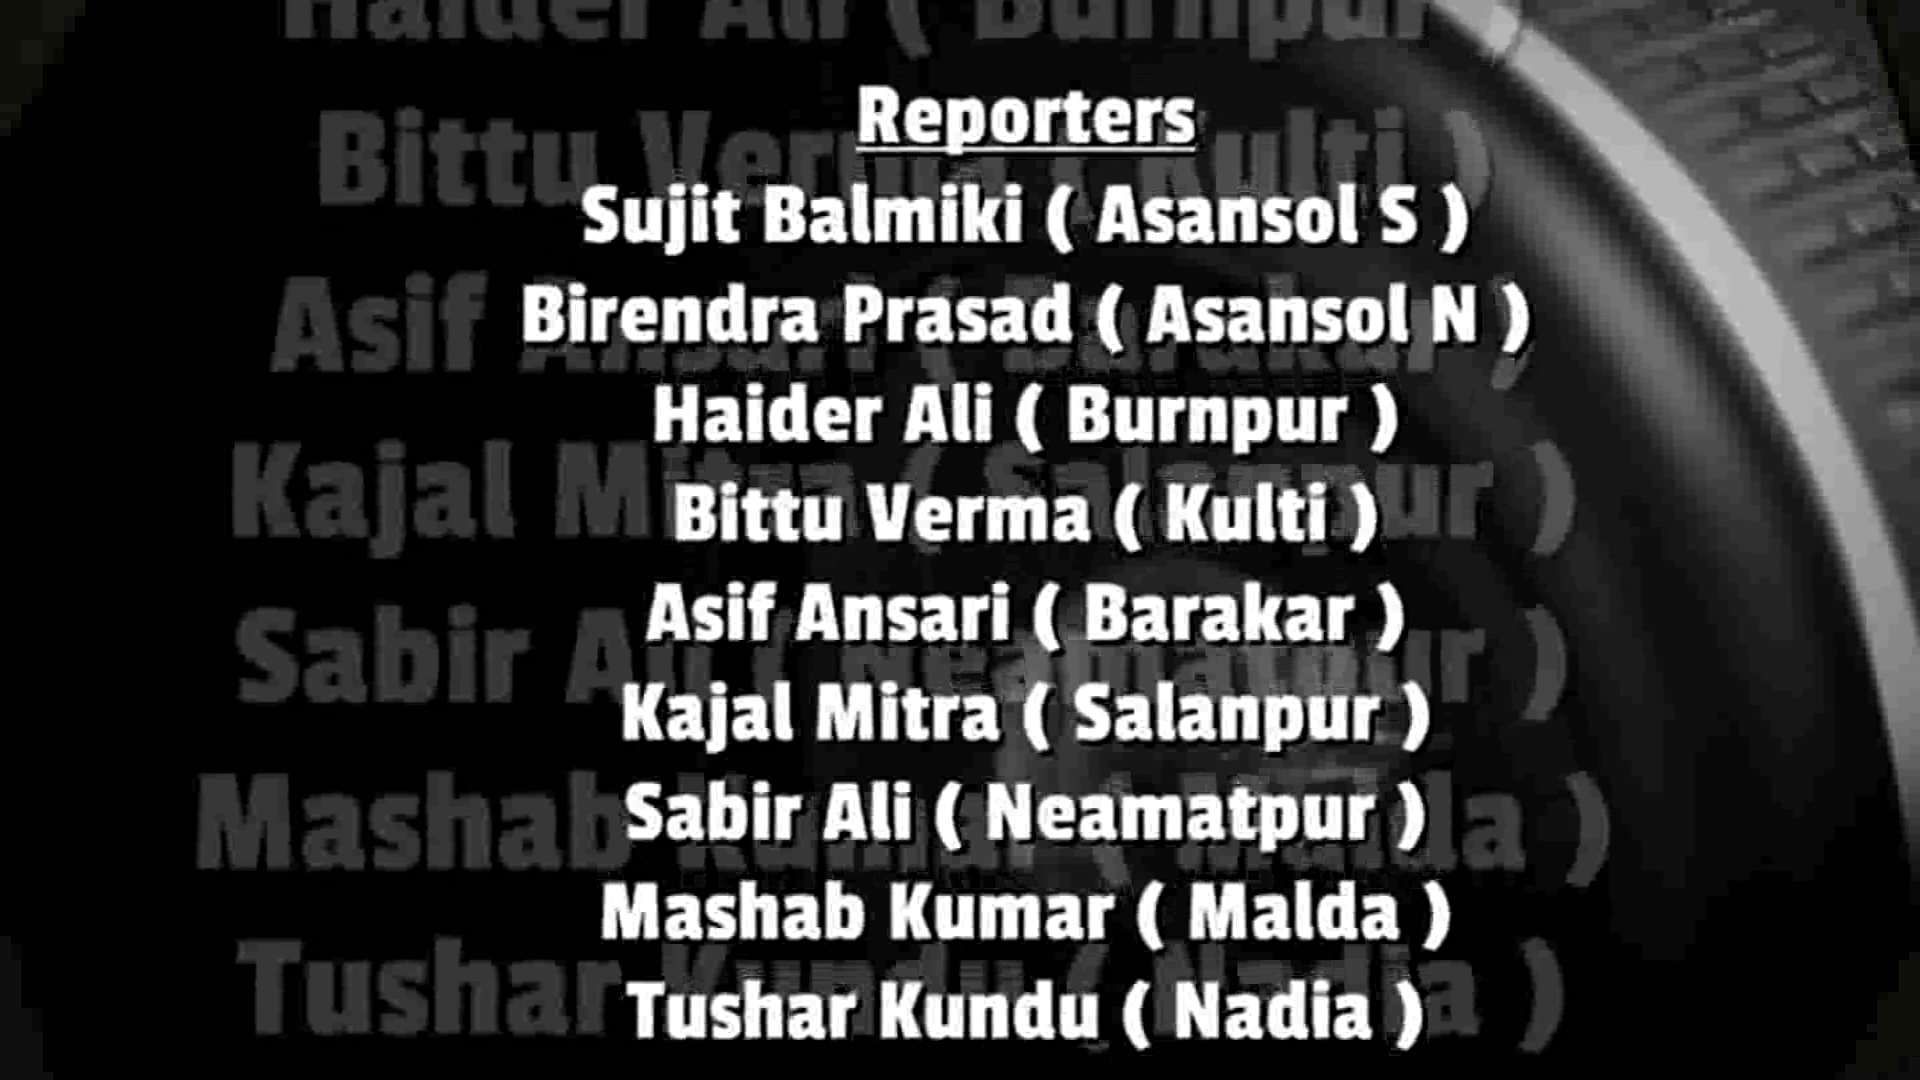 Reporters
Sujit Balmiki ( Asansol S )
Birendra Prasad ( Asansol N )
Haider Ali ( Burnpur )
Bittu Verma ( Kulti )
Asif Ansari ( Barakar )
Kajal Mitra ( Salanpur )
Sabir Ali ( Neamatpur )
Mashab Kumar ( Malda )
Tushar Kundu ( Nadia )